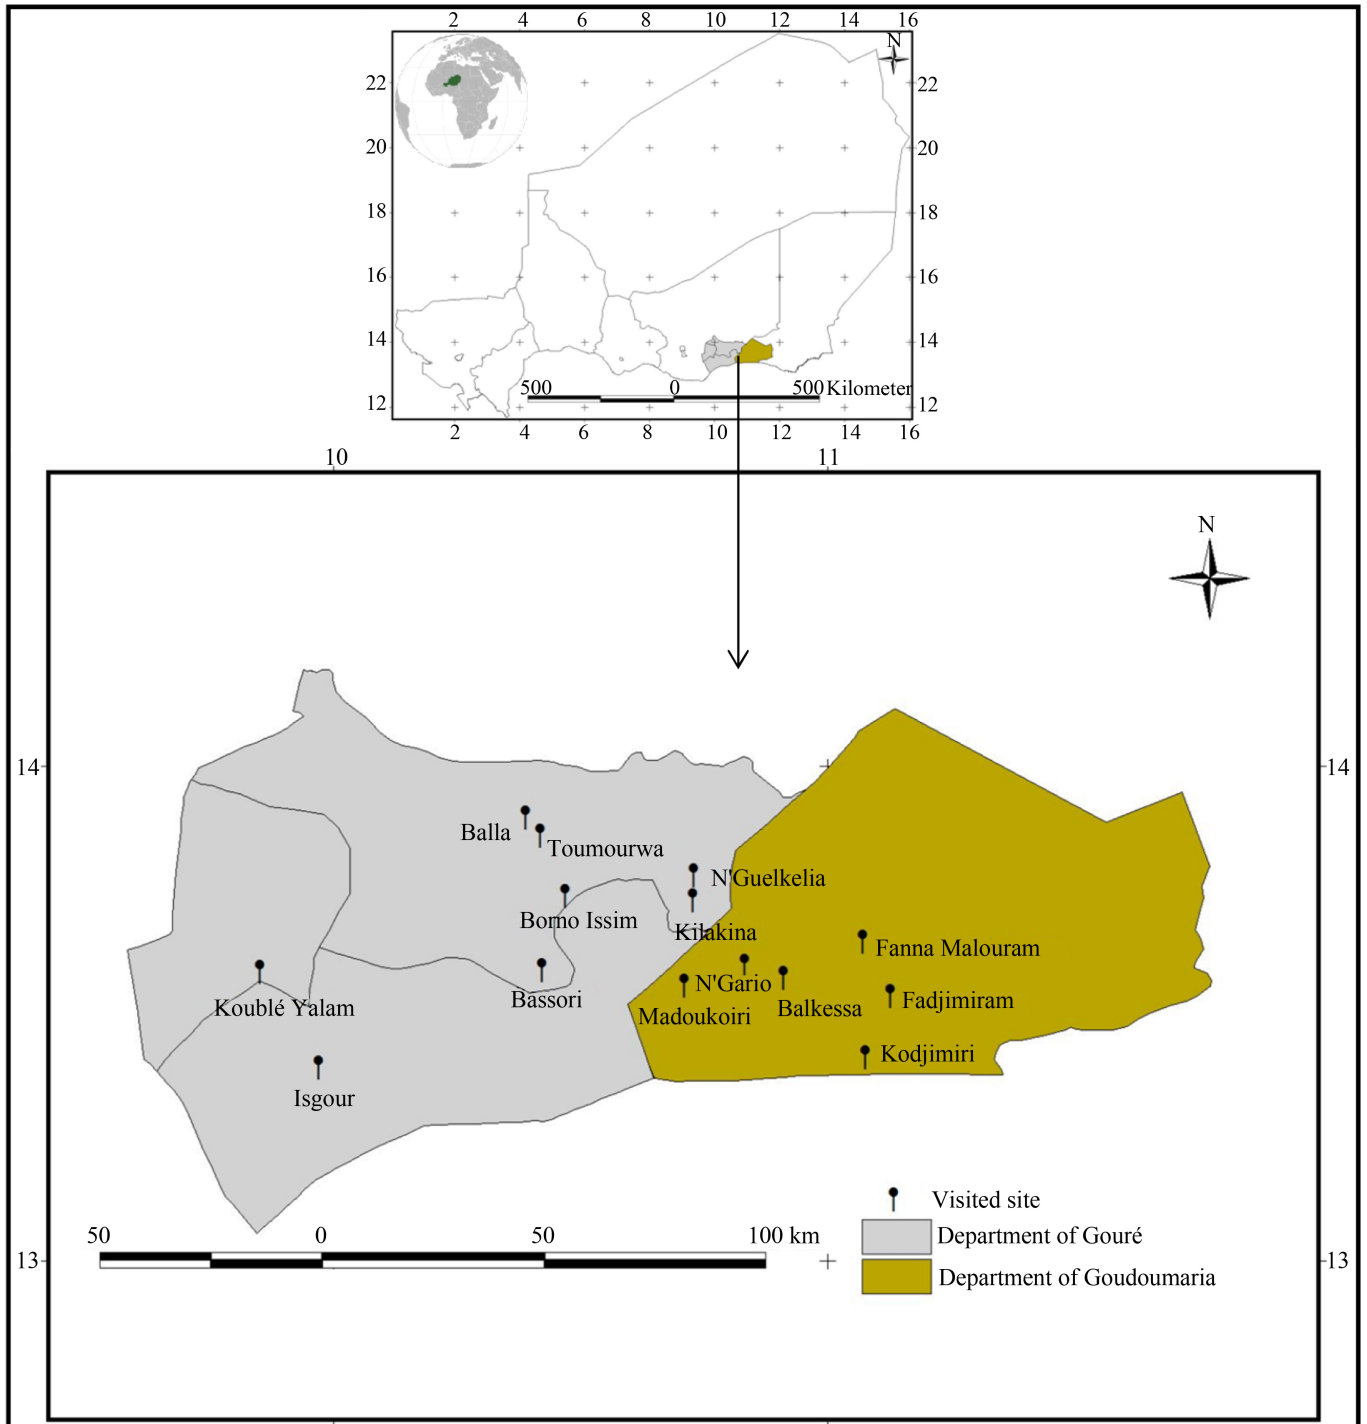 2 4 6 8 10 12 14 16
N
22 22
20 20
18 18
16 16
14 14
500 0 500 Kilometer
12 12
2 4 6 8 10 12 14 16
10 11
N
14 14
Balla
Toumourwa
N'Guelkelia
Borno Issim
Kilakina
Fanna Malouram
N'Gario
Bassori
Fadjimiram
Koublé Yalam
Balkessa
Madoukoiri
Kodjimiri
Isgour
Visited site
50 0 50 100 km
Department of Gouré
13 13
Department of Goudoumaria